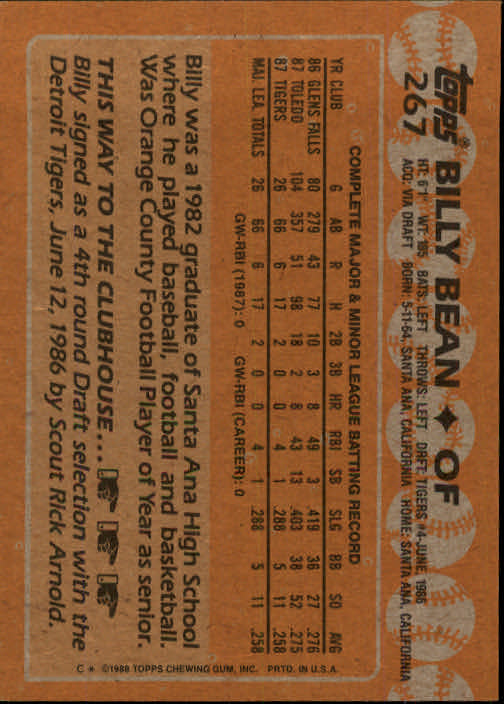 topps® BILLY BEAN ♦ OF
267 HT: 6'1" WT: 185 BATS: LEFT THROWS: LEFT DRFT: TIGERS #4-JUNE, 1986
ACQ: VIA DRAFT BORN: 5-11-64, SANTA ANA, CALIFORNIA HOME: SANTA ANA, CALIFORNIA
COMPLETE MAJOR & MINOR LEAGUE BATTING RECORD
YR CLUB G AB R H 2B 3B HR RBI SB SLG BB SO AVG
86 GLENS FALLS 80 279 43 77 10 3 8 49 3 .419 36 27 .276
87 TOLEDO 104 357 51 98 18 2 8 43 13 .403 38 52 .275
87 TIGERS 26 66 6 17 2 0 0 4 1 .288 5 11 .258
MAJ. LEA. TOTALS 26 66 6 17 2 0 0 4 1 .288 5 11 .258
GW-RBI (1987): 0 GW-RBI (CAREER): 0
Billy was a 1982 graduate of Santa Ana High School
where he played baseball, football and basketball.
Was Orange County Football Player of Year as senior.
THIS WAY TO THE CLUBHOUSE...
Billy signed as a 4th round Draft selection with the
Detroit Tigers, June 12, 1986 by Scout Rick Arnold.
C * ©1988 TOPPS CHEWING GUM, INC. PRTD. IN U.S.A.